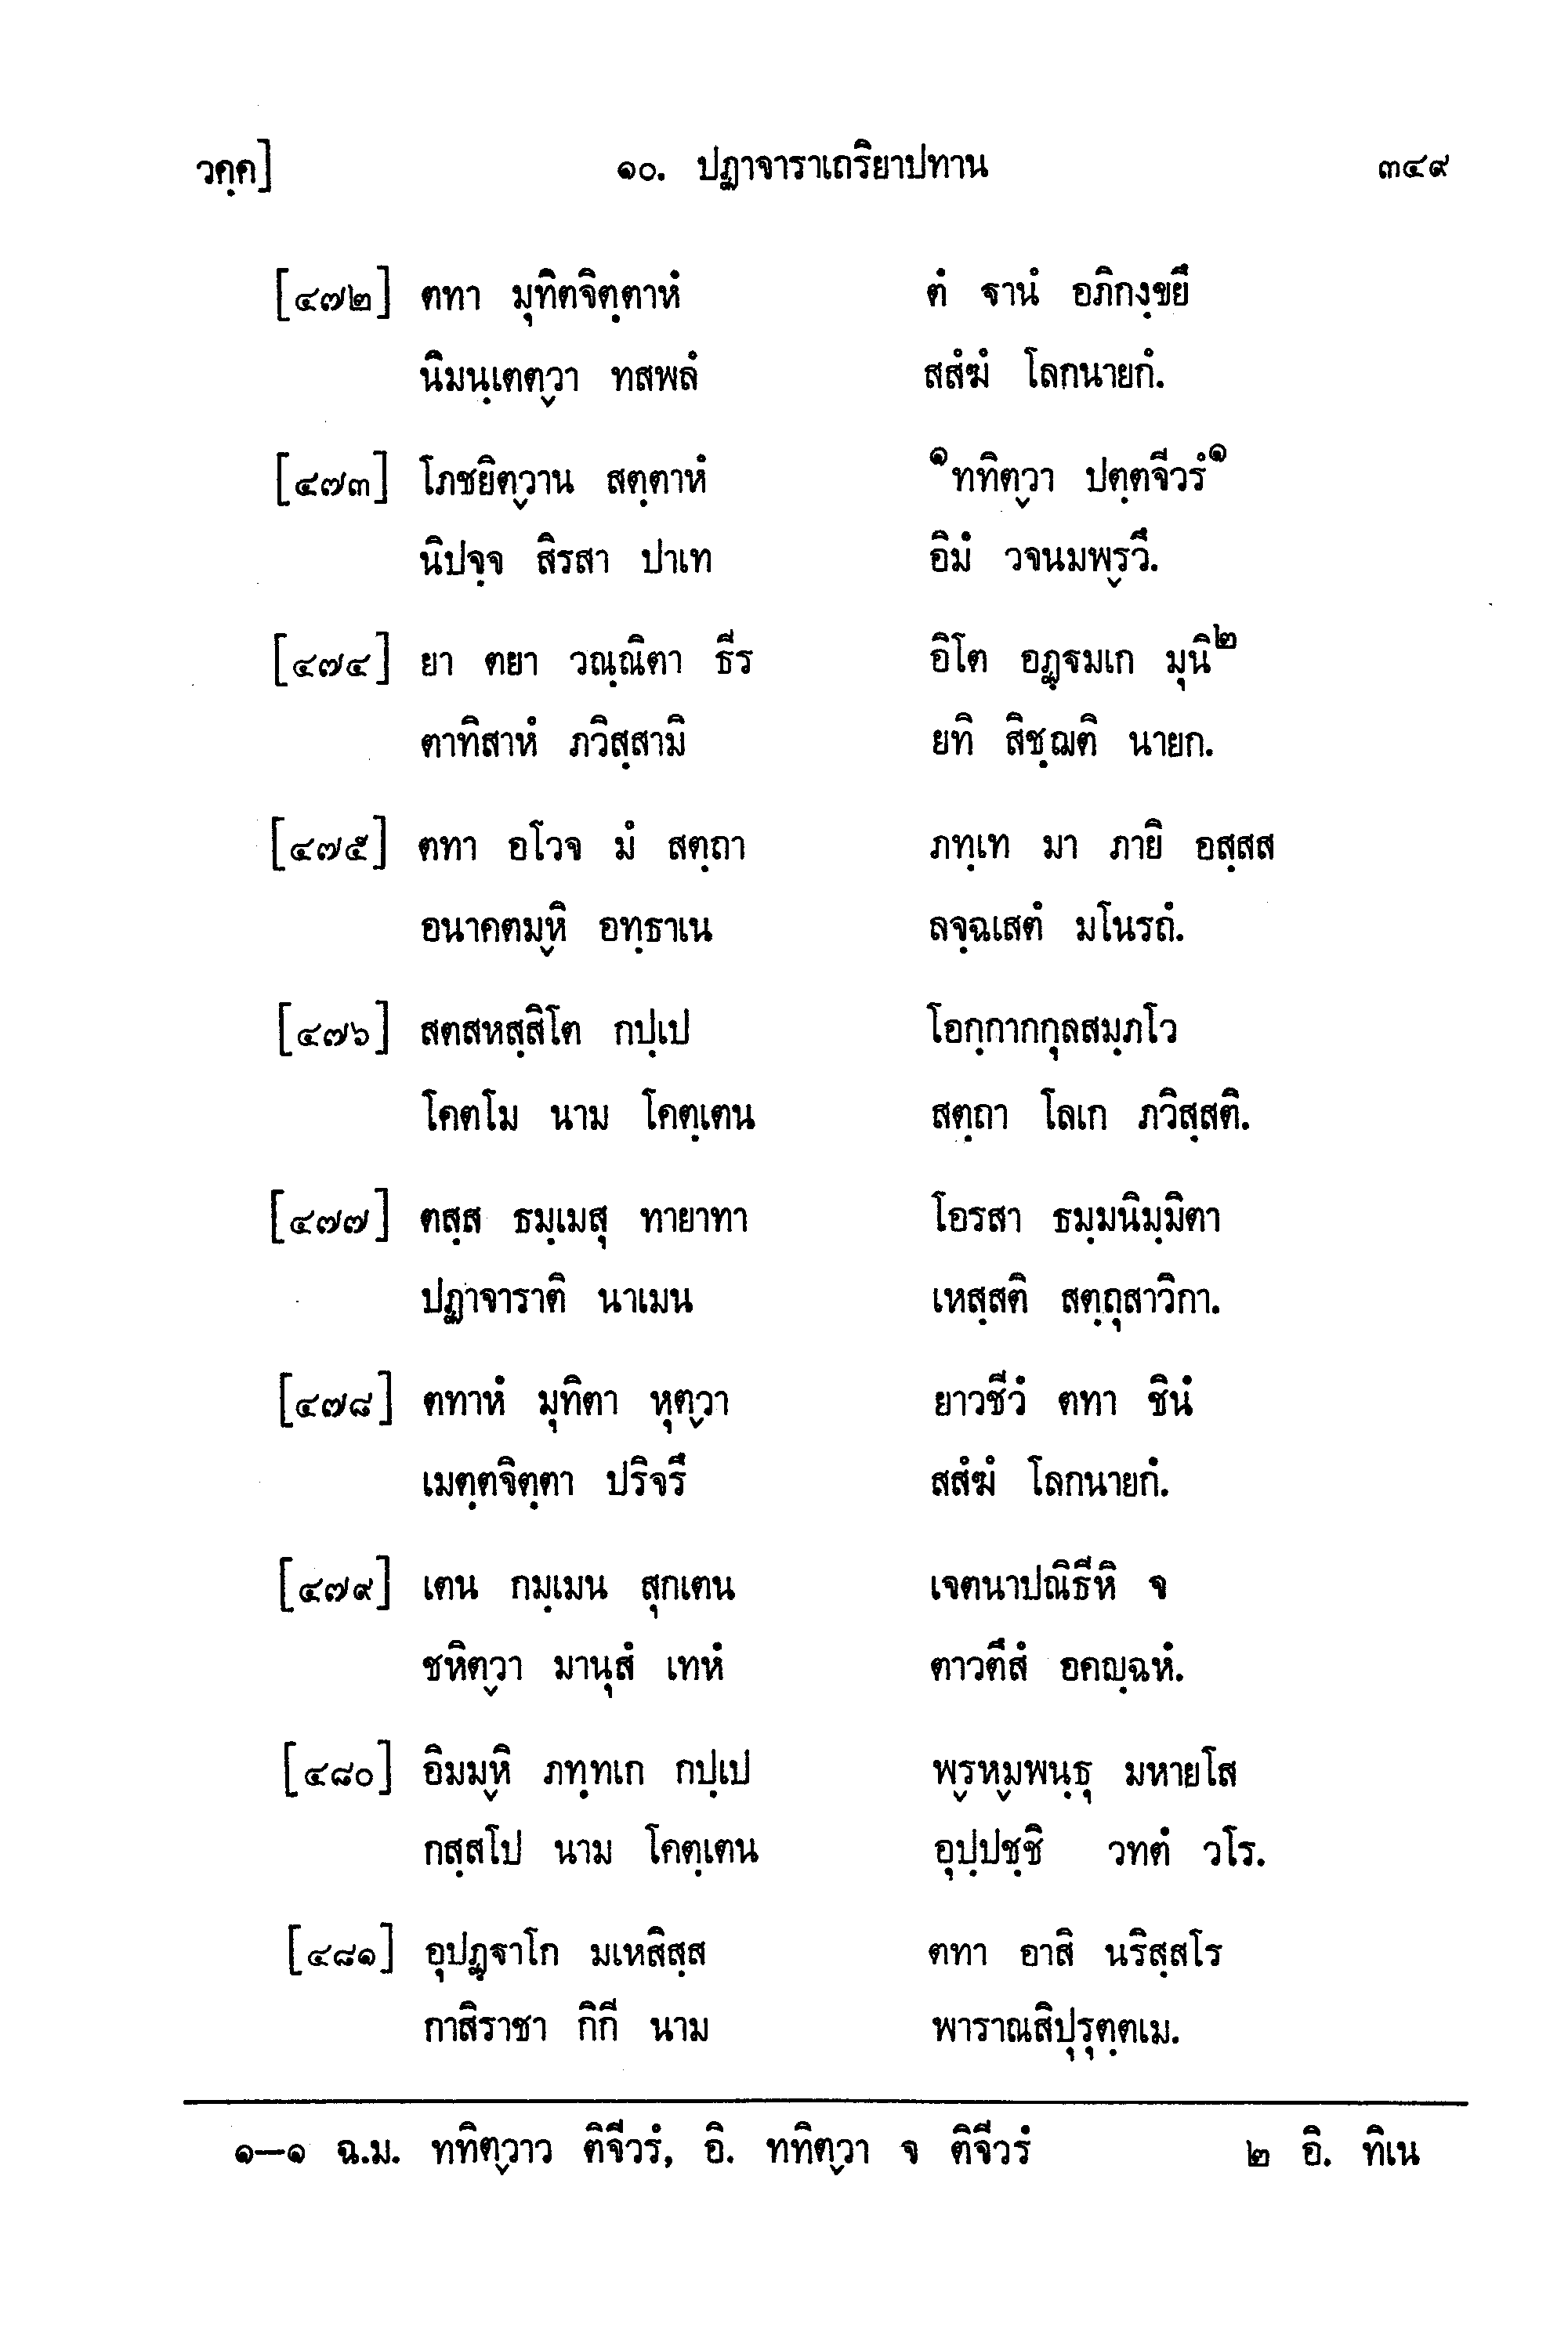 วคฺค] ๑๐. ปฏาจาราเถริยาปทาน ๓๔๙
[๔๗๒] ตทา มุทิตจิตฺตาหํ ตํ ฐานํ อภิกงฺขยึ
นิมนฺเตตฺวา ทสพลํ สสํฆํ โลกนายกํ.
[๔๗๓] โภชยิตฺวาน สตฺตาหํ ๑ททิตฺวา ปตฺตจีวรํ๑
นิปจฺจ สิรสา ปาเท อิมํ วจนมพฺรวึ.
[๔๗๔] ยา ตยา วณฺณิตา ธีร อิโต อฏฺฐมเก มุนิ๒
ตาทิสาหํ ภวิสฺสามิ ยทิ สิชฺฌติ นายก.
[๔๗๕] ตทา อโวจ มํ สตฺถา ภทฺเท มา ภายิ อสฺสส
อนาคตมฺหิ อทฺธาเน ลจฺฉเสตํ มโนรถํ.
[๔๗๖] สตสหสฺสิโต กปฺเป โอกฺกากกุลสมฺภโว
โคตโม นาม โคตฺเตน สตฺถา โลเก ภวิสฺสติ.
[๔๗๗] ตสฺส ธมฺเมสุ ทายาทา โอรสา ธมฺมนิมฺมิตา
ปฏาจาราติ นาเมน เหสฺสติ สตฺถุสาวิกา.
[๔๗๘] ตทาหํ มุทิตา หุตฺวา ยาวชีวํ ตทา ชินํ
เมตฺตจิตฺตา ปริจรึ สสํฆํ โลกนายกํ.
[๔๗๙] เตน กมฺเมน สุกเตน เจตนาปณิธีหิ จ
ชหิตฺวา มานุสํ เทหํ ตาวตึสํ อคญฺฉหํ.
[๔๘๐] อิมมฺหิ ภทฺทเก กปฺเป พฺรหฺมพนฺธุ มหายโส
กสฺสโป นาม โคตฺเตน อุปฺปชฺชิ วทตํ วโร.
[๔๘๑] อุปฏฺฐาโก มเหสิสฺส ตทา อาสิ นริสฺสโร
กาสิราชา กิกี นาม พาราณสิปุรุตฺตเม.
๑—๑ ฉ.ม. ททิตฺวาว ติจีวรํ, อิ. ททิตฺวา จ ติจีวรํ ๒ อิ. ทิเน